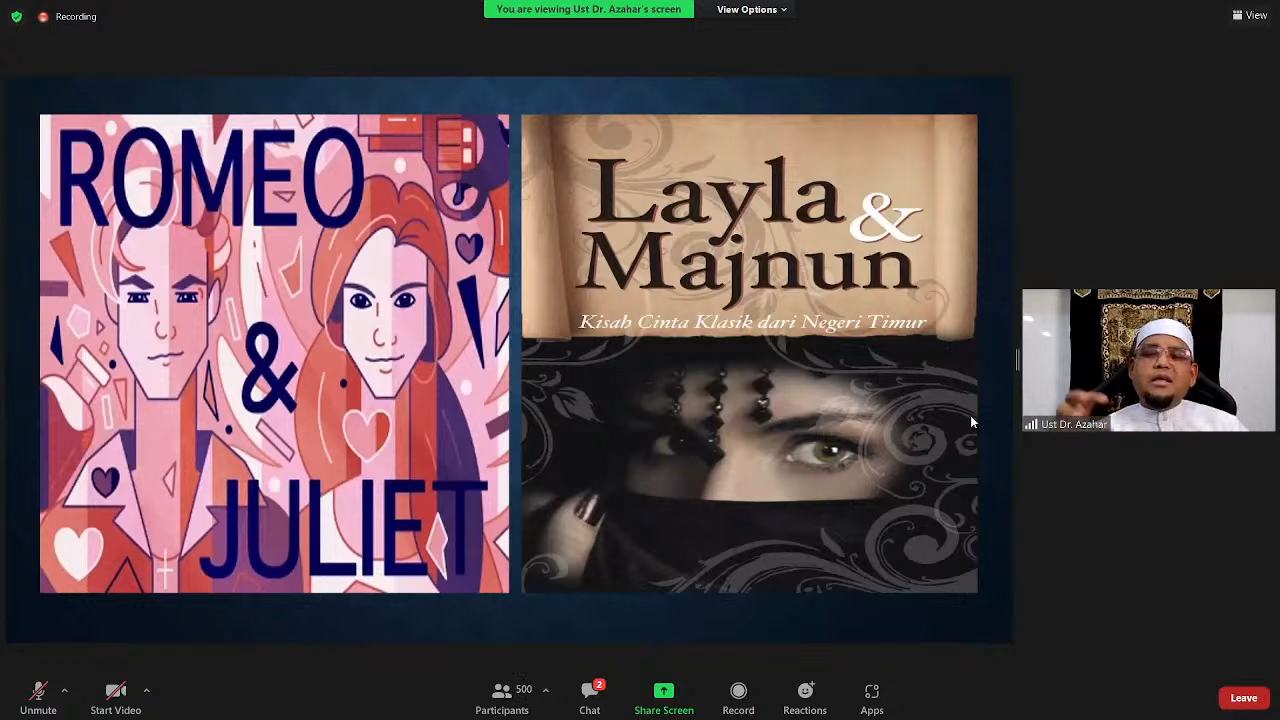 Recording
You are viewing Ust Dr. Azahar's screen
View Options
View
ROMEO
&
JULIET
Layla &
Majnun
Kisah Cinta Klasik dari Negeri Timur
Ust Dr. Azahar
Unmute
Start Video
500
Participants
2
Chat
Share Screen
Record
Reactions
Apps
Leave